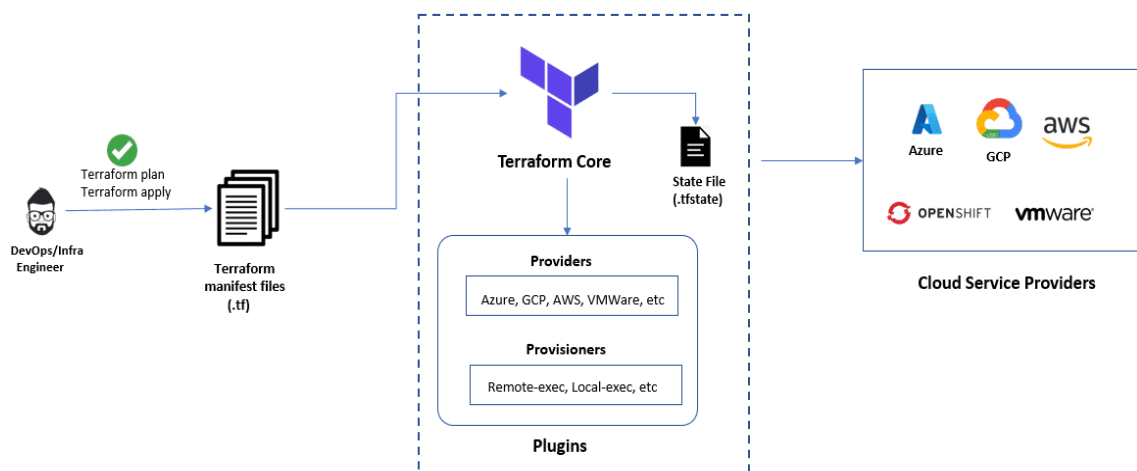 Terraform plan
Terraform apply
DevOps/Infra
Engineer
Terraform
manifest files
(.tf)
Terraform Core
State File
(.tfstate)
Providers
Azure, GCP, AWS, VMWare, etc
Provisioners
Remote-exec, Local-exec, etc
Plugins
Azure
GCP
aws
OPENSHIFT
vmware®
Cloud Service Providers